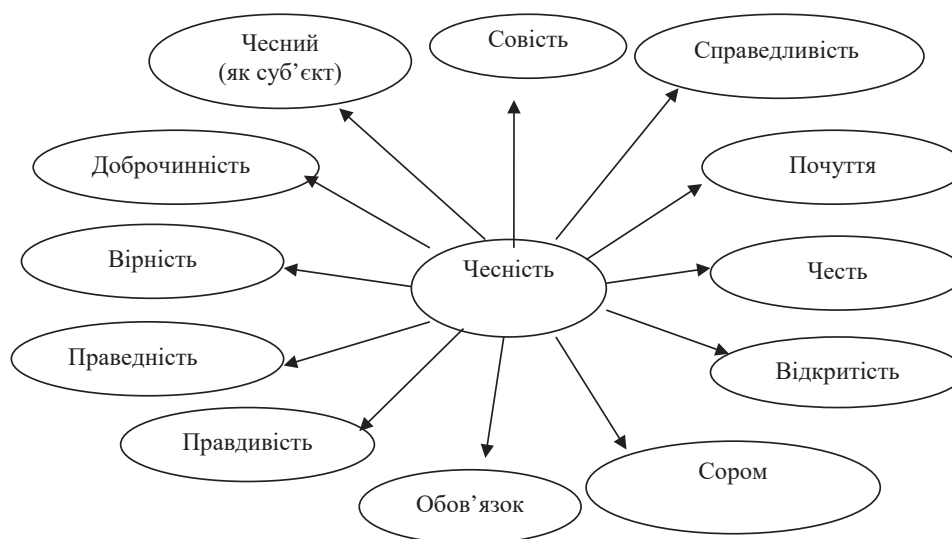 Чесний
(як суб’єкт)
Совість
Справедливість
Доброчинність
Почуття
Вірність
Чесність
Честь
Праведність
Відкритість
Правдивість
Сором
Обов’язок